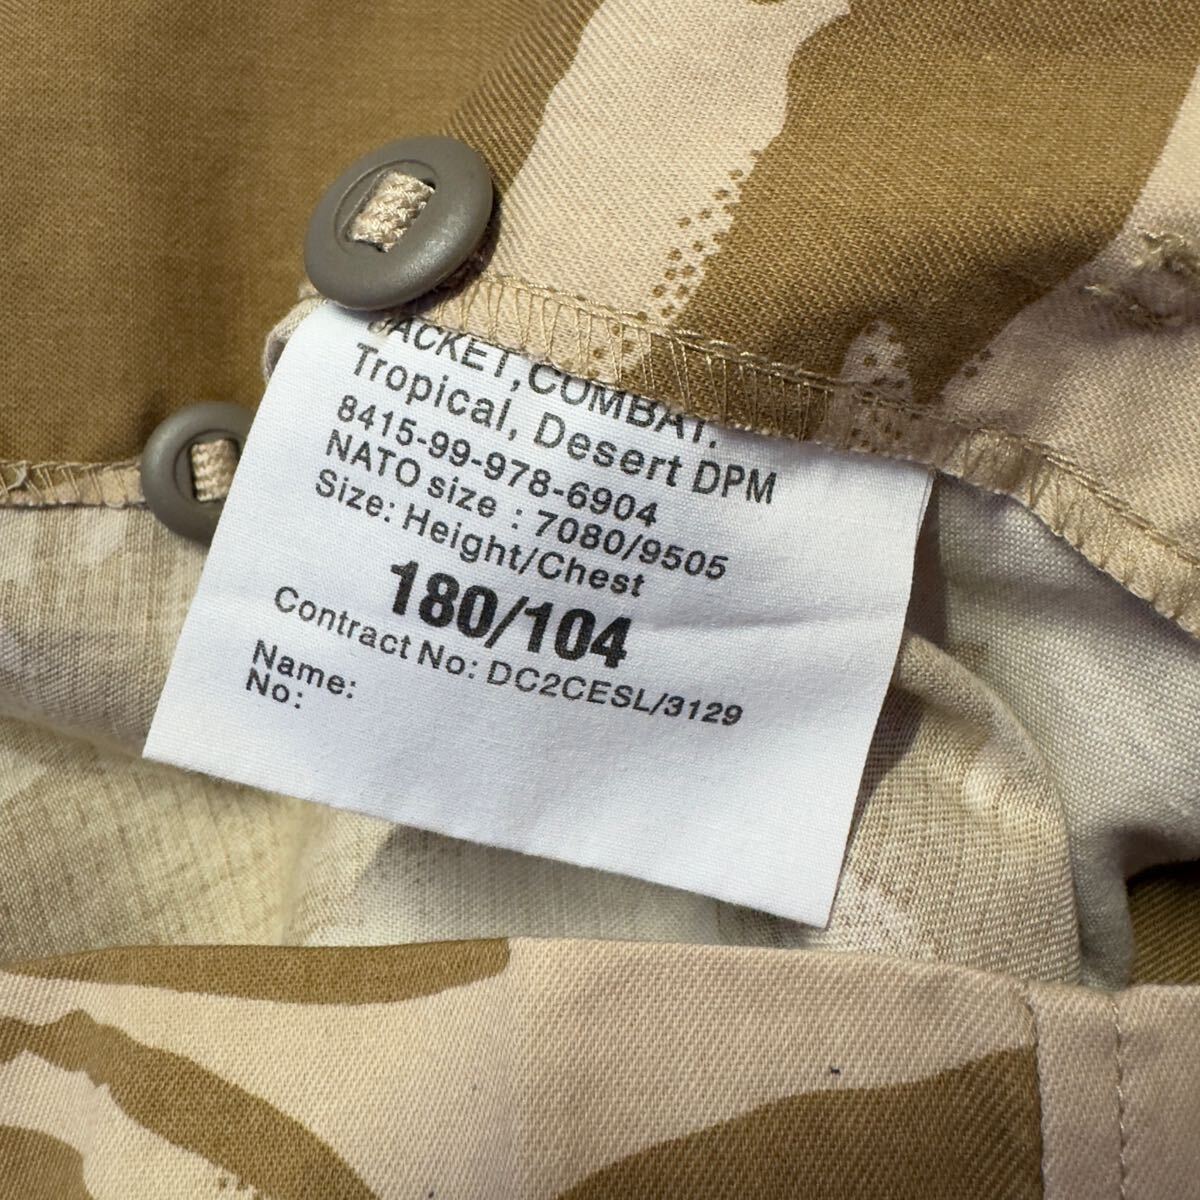 JACKET, COMBAT.
Tropical, Desert DPM
8415-99-978-6904
NATO size : 7080/9505
Size: Height/Chest
180/104
Contract No: DC2CESL/3129
Name:
No: